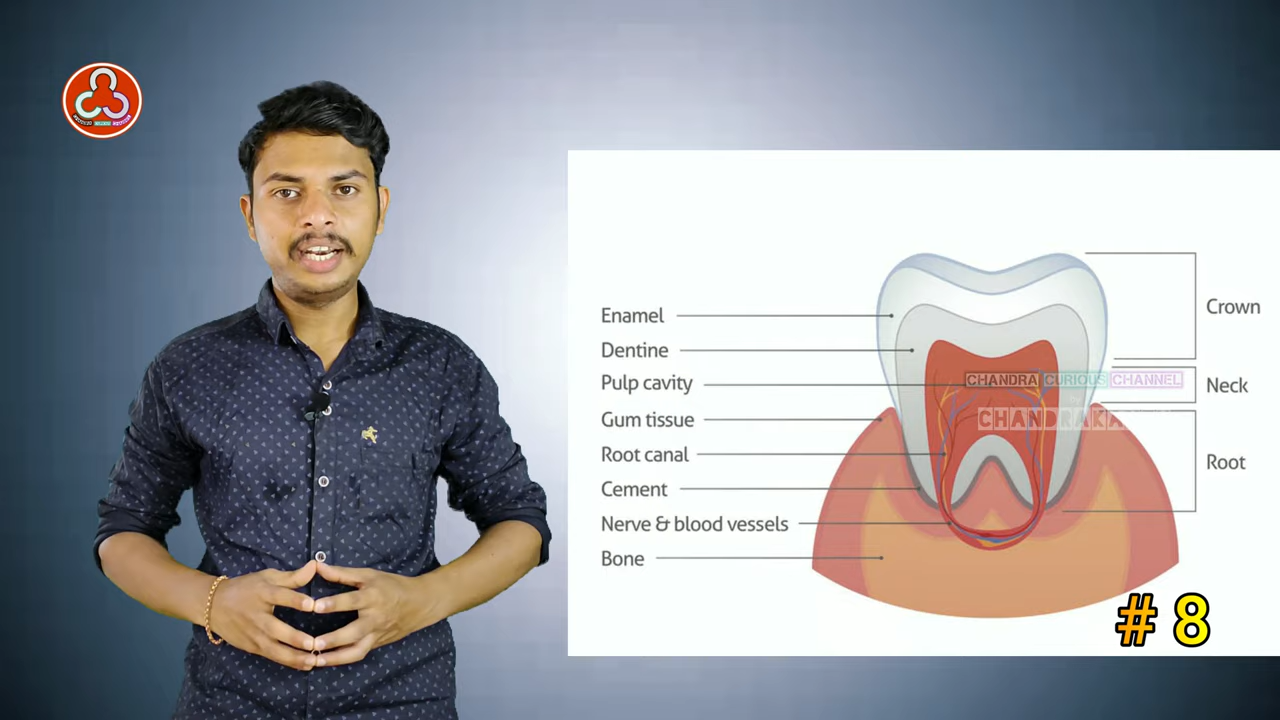 Enamel
Dentine
Pulp cavity
Gum tissue
Root canal
Cement
Nerve & blood vessels
Bone
Crown
Neck
Root
CHANDRA CURIOUS CHANNEL
by
# 8